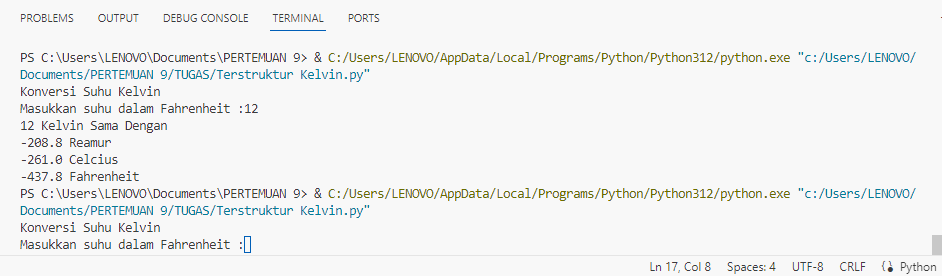 PROBLEMS OUTPUT DEBUG CONSOLE TERMINAL PORTS
PS C:\Users\LENOVO\Documents\PERTEMUAN 9> & C:/Users/LENOVO/AppData/Local/Programs/Python/Python312/python.exe "c:/Users/LENOVO/
Documents/PERTEMUAN 9/TUGAS/Terstruktur Kelvin.py"
Konversi Suhu Kelvin
Masukkan suhu dalam Fahrenheit :12
12 Kelvin Sama Dengan
-208.8 Reamur
-261.0 Celcius
-437.8 Fahrenheit
PS C:\Users\LENOVO\Documents\PERTEMUAN 9> & C:/Users/LENOVO/AppData/Local/Programs/Python/Python312/python.exe "c:/Users/LENOVO/
Documents/PERTEMUAN 9/TUGAS/Terstruktur Kelvin.py"
Konversi Suhu Kelvin
Masukkan suhu dalam Fahrenheit :
Ln 17, Col 8 Spaces: 4 UTF-8 CRLF Python